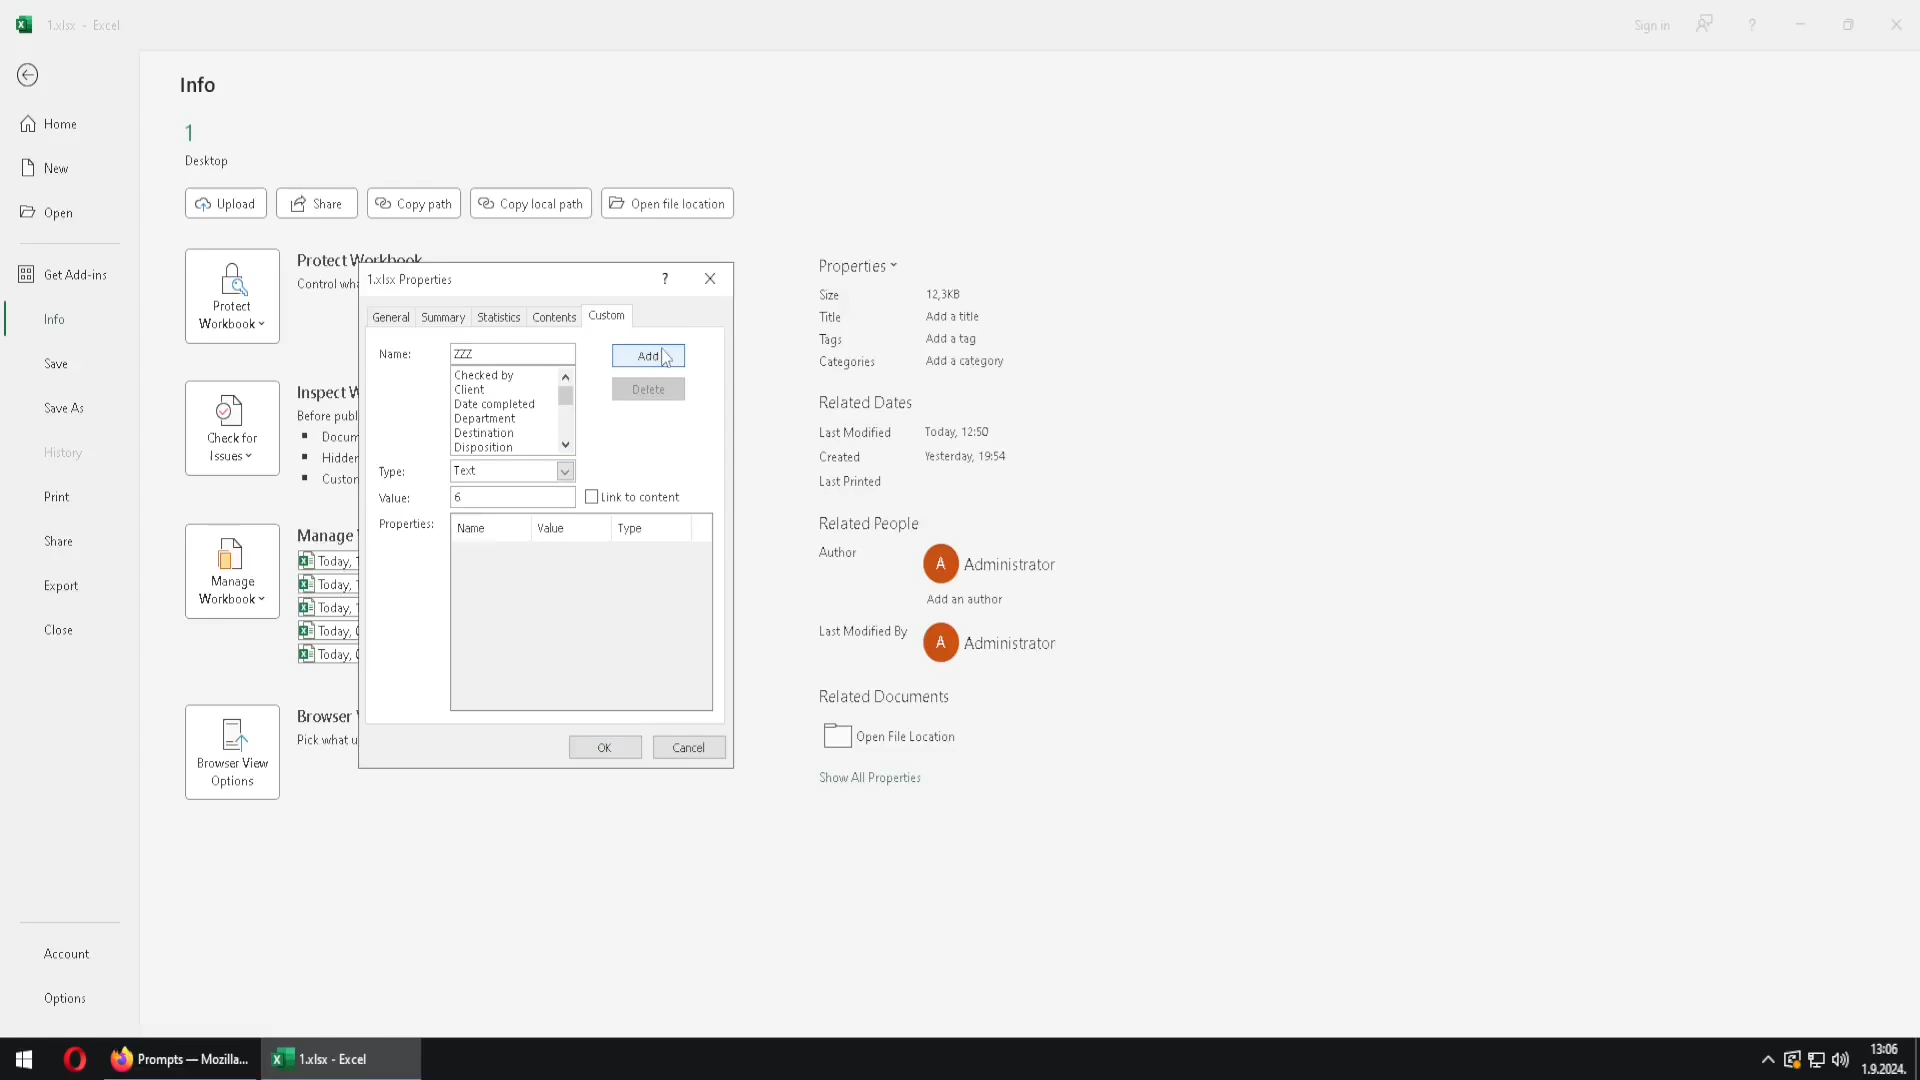 1.xlsx - Excel
Sign in
?
Info
Home
New
Open
Get Add-ins
Info
Save
Save As
History
Print
Share
Export
Close
Account
Options
1
Desktop
Upload
Share
Copy path
Copy local path
Open file location
Protect
Workbook
Protect Workbook
Control wha
Check for
Issues
Inspect W
Before publ
Docum
Hidden
Custor
Manage
Workbook
Manage
Today, 1
Today, 1
Today, 1
Today, 0
Today, 0
Browser View
Options
Browser V
Pick what u
1.xlsx Properties
?
General
Summary
Statistics
Contents
Custom
Name:
ZZZ
Add
Checked by
Client
Date completed
Department
Destination
Disposition
Delete
Type:
Text
Value:
6
Link to content
Properties:
Name
Value
Type
OK
Cancel
Properties
Size 12,3KB
Title Add a title
Tags Add a tag
Categories Add a category
Related Dates
Last Modified Today, 12:50
Created Yesterday, 19:54
Last Printed
Related People
Author
A Administrator
Add an author
Last Modified By
A Administrator
Related Documents
Open File Location
Show All Properties
Prompts — Mozilla...
1.xlsx - Excel
13:06
1.9.2024.